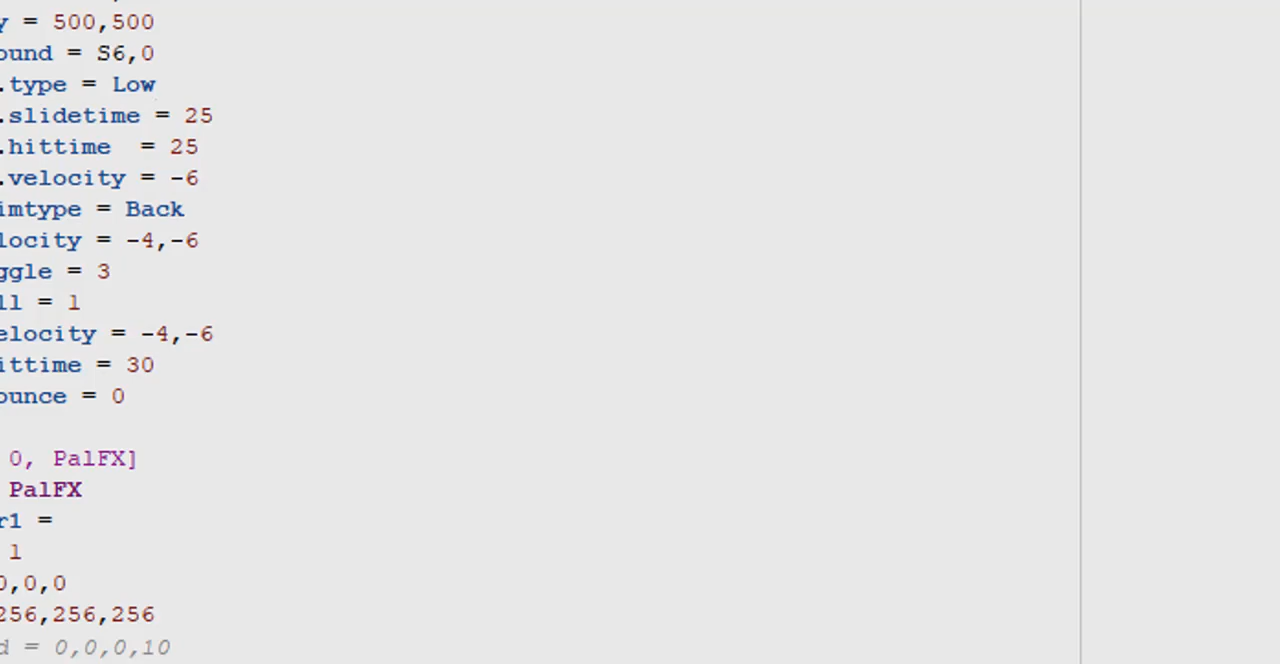 y = 500,500
ound = S6,0
.type = Low
.slidetime = 25
.hittime  = 25
.velocity = -6
imtype = Back
locity = -4,-6
ggle = 3
ll = 1
elocity = -4,-6
ittime = 30
ounce = 0
0, PalFX]
PalFX
r1 =
1
0,0,0
256,256,256
d = 0,0,0,10